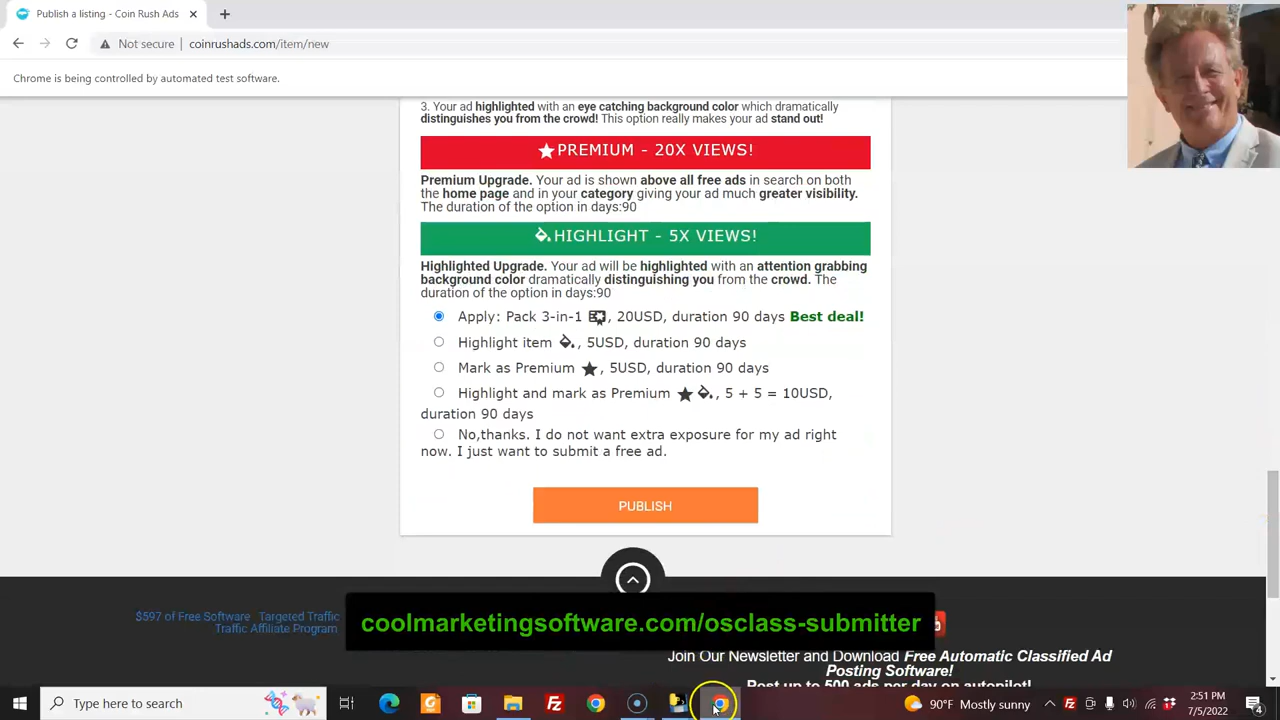 Publish a listing - Coin Rush Ads
Not secure
coinrushads.com/item/new
Chrome is being controlled by automated test software.
3. Your ad highlighted with an eye catching background color which dramatically
distinguishes you from the crowd! This option really makes your ad stand out!
PREMIUM - 20X VIEWS!
Premium Upgrade. Your ad is shown above all free ads in search on both
the home page and in your category giving your ad much greater visibility.
The duration of the option in days:90
HIGHLIGHT - 5X VIEWS!
Highlighted Upgrade. Your ad will be highlighted with an attention grabbing
background color dramatically distinguishing you from the crowd. The
duration of the option in days:90
Apply: Pack 3-in-1 , 20USD, duration 90 days Best deal!
Highlight item , 5USD, duration 90 days
Mark as Premium , 5USD, duration 90 days
Highlight and mark as Premium , 5 + 5 = 10USD,
duration 90 days
No,thanks. I do not want extra exposure for my ad right
now. I just want to submit a free ad.
PUBLISH
$597 of Free Software Targeted Traffic
Traffic Affiliate Program
coolmarketingsoftware.com/osclass-submitter
Join Our Newsletter and Download Free Automatic Classified Ad
Posting Software!
Post up to 500 ads per day on autopilot!
Type here to search
90°F Mostly sunny
2:51 PM
7/5/2022
4